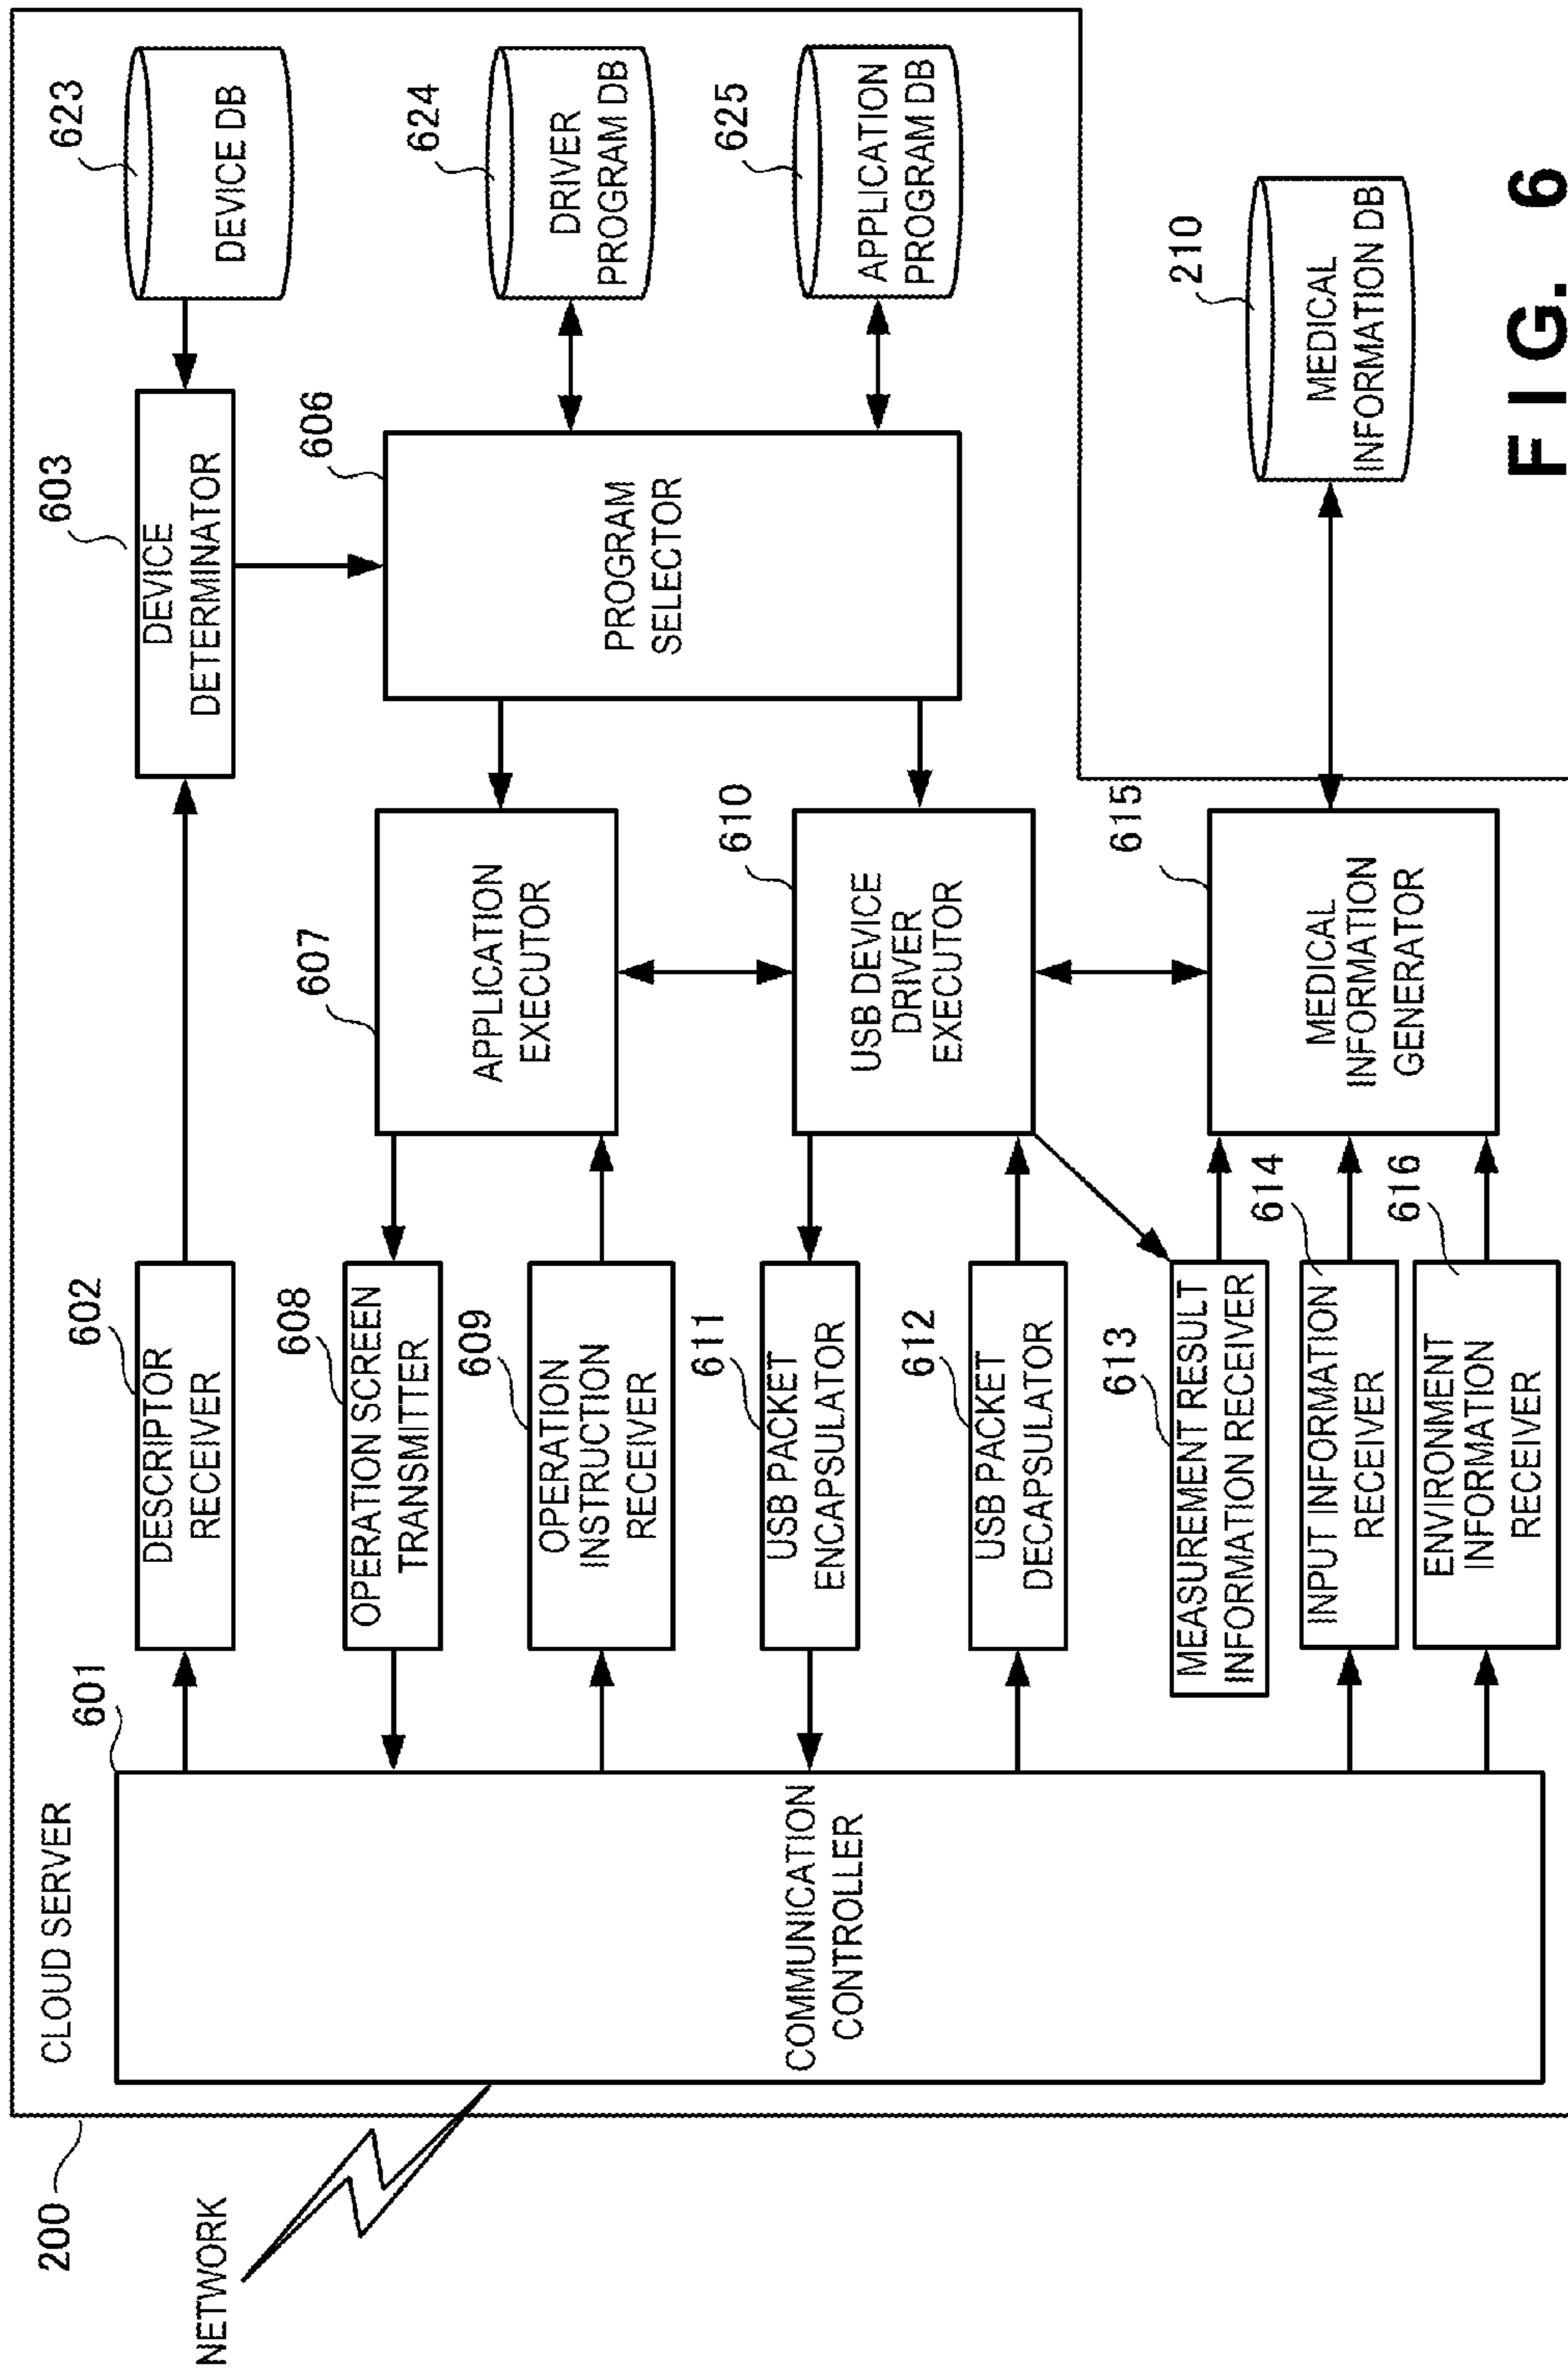 NETWORK
200
CLOUD SERVER
601
COMMUNICATION
CONTROLLER
602
DESCRIPTOR
RECEIVER
603
DEVICE
DETERMINATOR
623
DEVICE DB
608
OPERATION SCREEN
TRANSMITTER
609
OPERATION
INSTRUCTION
RECEIVER
607
APPLICATION
EXECUTOR
606
PROGRAM
SELECTOR
624
DRIVER
PROGRAM DB
625
APPLICATION
PROGRAM DB
611
USB PACKET
ENCAPSULATOR
612
USB PACKET
DECAPSULATOR
610
USB DEVICE
DRIVER
EXECUTOR
613
MEASUREMENT RESULT
INFORMATION RECEIVER
614
INPUT INFORMATION
RECEIVER
616
ENVIRONMENT
INFORMATION
RECEIVER
615
MEDICAL
INFORMATION
GENERATOR
210
MEDICAL
INFORMATION DB
FIG. 6